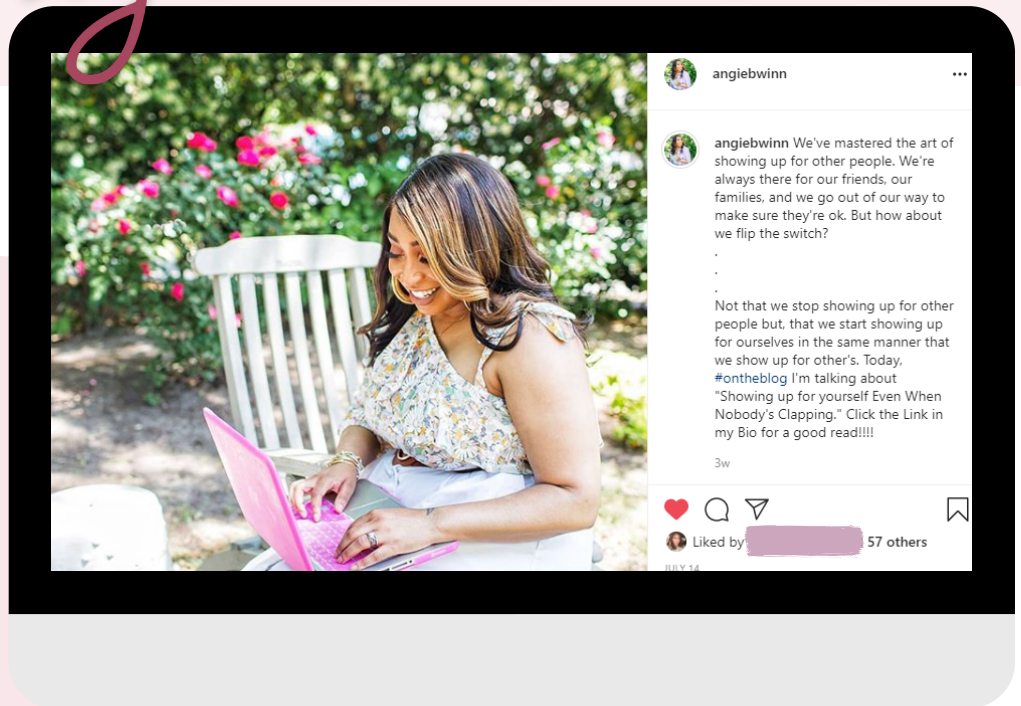 angiebwinn
angiebwinn We've mastered the art of
showing up for other people. We're
always there for our friends, our
families, and we go out of our way to
make sure they're ok. But how about
we flip the switch?
.
.
.
Not that we stop showing up for other
people but, that we start showing up
for ourselves in the same manner that
we show up for other's. Today,
#ontheblog I'm talking about
"Showing up for yourself Even When
Nobody's Clapping." Click the Link in
my Bio for a good read!!!!
3w
Liked by 57 others
JULY 14